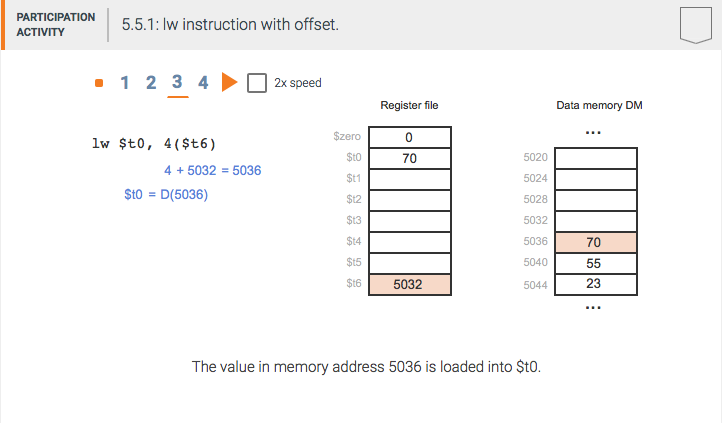 PARTICIPATION
ACTIVITY
5.5.1: lw instruction with offset.
1 2 3 4 2x speed
Register file
Data memory DM
lw $t0, 4($t6)
4 + 5032 = 5036
$t0 = D(5036)
$zero 0
$t0 70
$t1
$t2
$t3
$t4
$t5
$t6 5032
...
5020
5024
5028
5032
5036 70
5040 55
5044 23
...
The value in memory address 5036 is loaded into $t0.